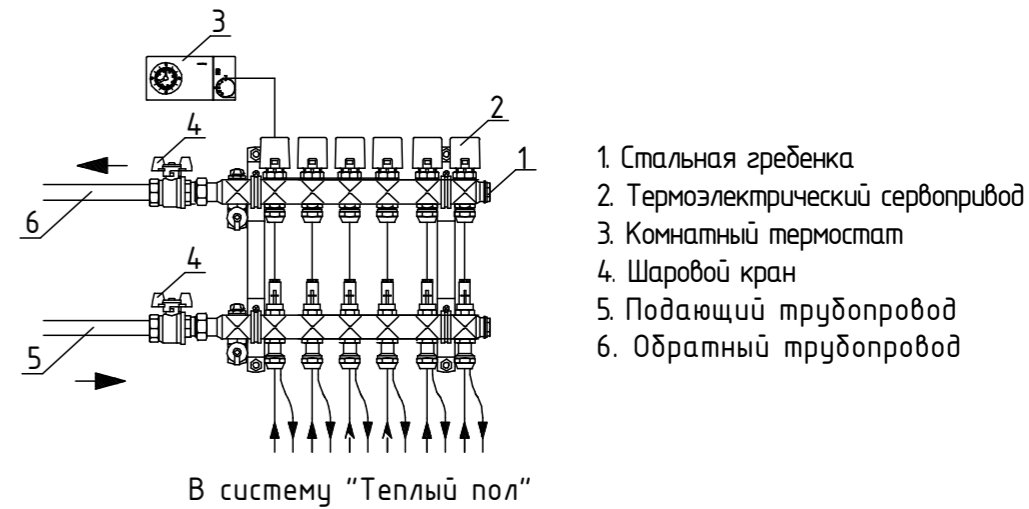 3
4
2
1
6
4
5
1. Стальная гребенка
2. Термоэлектрический сервопривод
3. Комнатный термостат
4. Шаровой кран
5. Подающий трубопровод
6. Обратный трубопровод
В систему "Теплый пол"